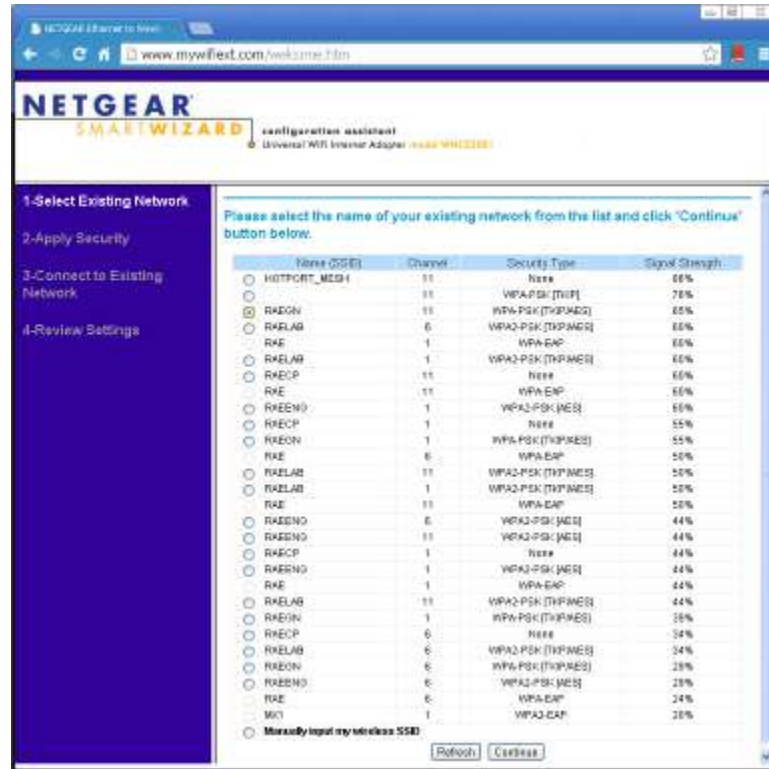 NETGEAR Ethernet to
www.mywifiext.com/welcome.htm
NETGEAR
SMARTWIZARD
configuration assistant
Universal WiFi Internet Adapter model
1-Select Existing Network
2-Apply Security
3-Connect to Existing
Network
4-Review Settings
Please select the name of your existing network from the list and click 'Continue'
button below.
Name (SSID) Channel Security Type Signal Strength
HOTPORT_MESH 11 None
11 WPA-PSK [TKIP] 78%
RAEGN 11 WPA-PSK [TKIP/AES] 65%
RAELAB 6 WPA2-PSK [TKIP/AES] 60%
RAE 1 WPA-EAP 60%
RAELAB 1 WPA2-PSK [TKIP/AES] 60%
RAECP 11 None 60%
RAE 11 WPA-EAP 60%
RAEENG 1 WPA2-PSK [AES] 60%
RAECP 1 None 55%
RAEGN 1 WPA-PSK [TKIP/AES] 55%
RAE 6 WPA-EAP 50%
RAELAB 11 WPA2-PSK [TKIP/AES] 50%
RAELAB 1 WPA2-PSK [TKIP/AES] 50%
RAE 11 WPA-EAP 50%
RAEENG 6 WPA2-PSK [AES] 44%
RAEENG 11 WPA2-PSK [AES] 44%
RAECP 1 None 44%
RAEENG 1 WPA2-PSK [AES] 44%
RAE 1 WPA-EAP 44%
RAELAB 11 WPA2-PSK [TKIP/AES] 44%
RAEGN 1 WPA-PSK [TKIP/AES]
RAECP 6 None 34%
RAELAB 6 WPA2-PSK [TKIP/AES] 34%
RAEGN 6 WPA-PSK [TKIP/AES] 29%
RAEENG 6 WPA2-PSK [AES] 29%
RAE 6 WPA-EAP 24%
MK1 1 WPA2-EAP 20%
Manually input my wireless SSID
Refresh Continue